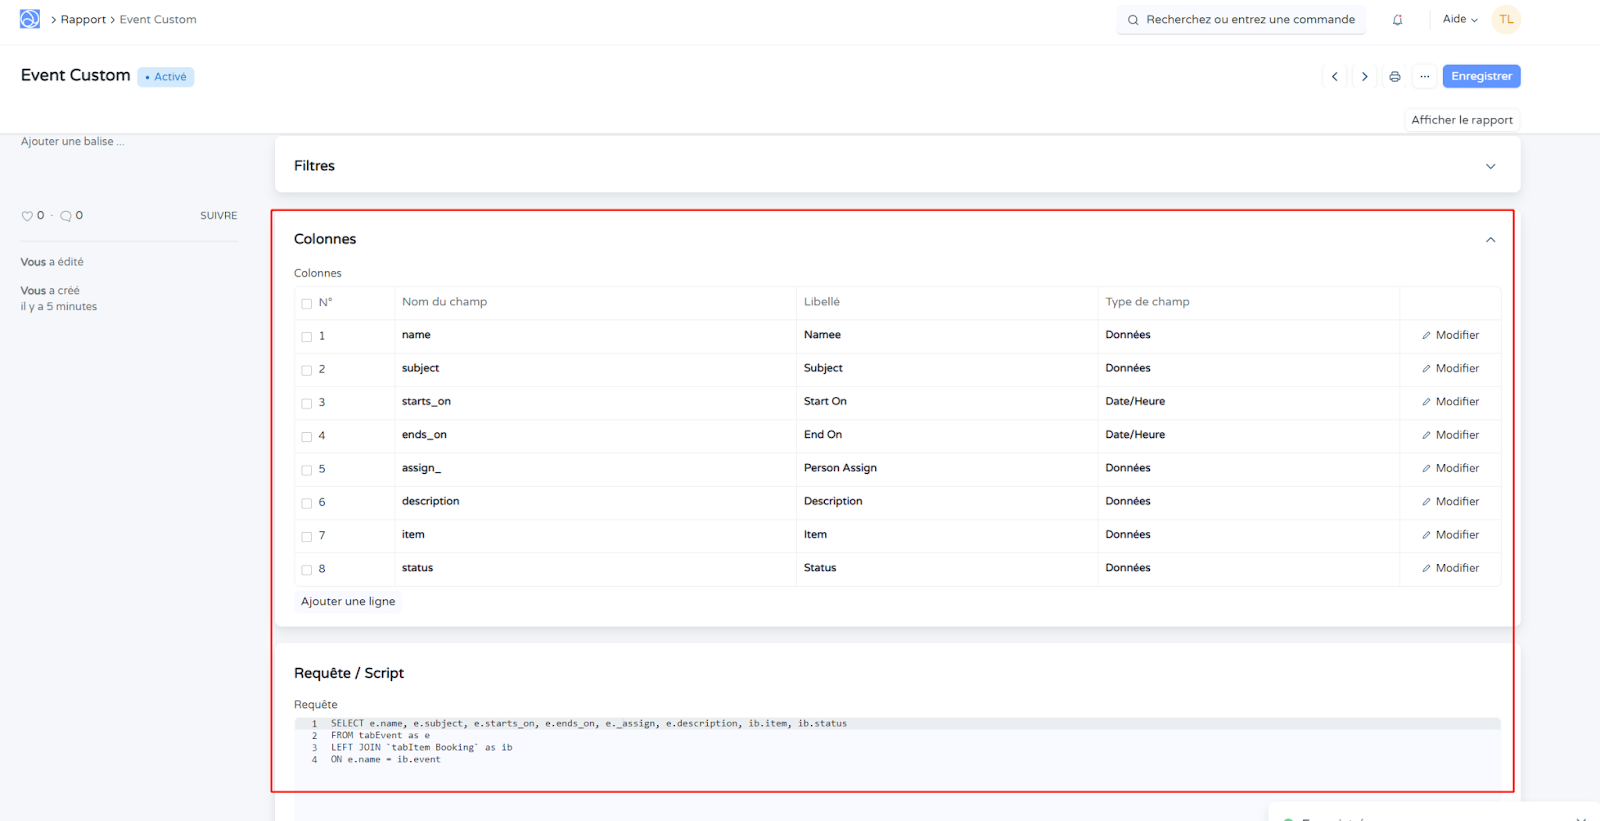 > Rapport > Event Custom
Recherchez ou entrez une commande
Aide
TL
Event Custom
• Activé
...
Enregistrer
Afficher le rapport
Ajouter une balise ...
0 · 0
SUIVRE
Vous a édité
Vous a créé
il y a 5 minutes
Filtres
Colonnes
Colonnes
N° Nom du champ Libellé Type de champ
1 name Namee Données Modifier
2 subject Subject Données Modifier
3 starts_on Start On Date/Heure Modifier
4 ends_on End On Date/Heure Modifier
5 assign_ Person Assign Données Modifier
6 description Description Données Modifier
7 item Item Données Modifier
8 status Status Données Modifier
Ajouter une ligne
Requête / Script
Requête
1 SELECT e.name, e.subject, e.starts_on, e.ends_on, e._assign, e.description, ib.item, ib.status
2 FROM tabEvent as e
3 LEFT JOIN `tabItem Booking` as ib
4 ON e.name = ib.event